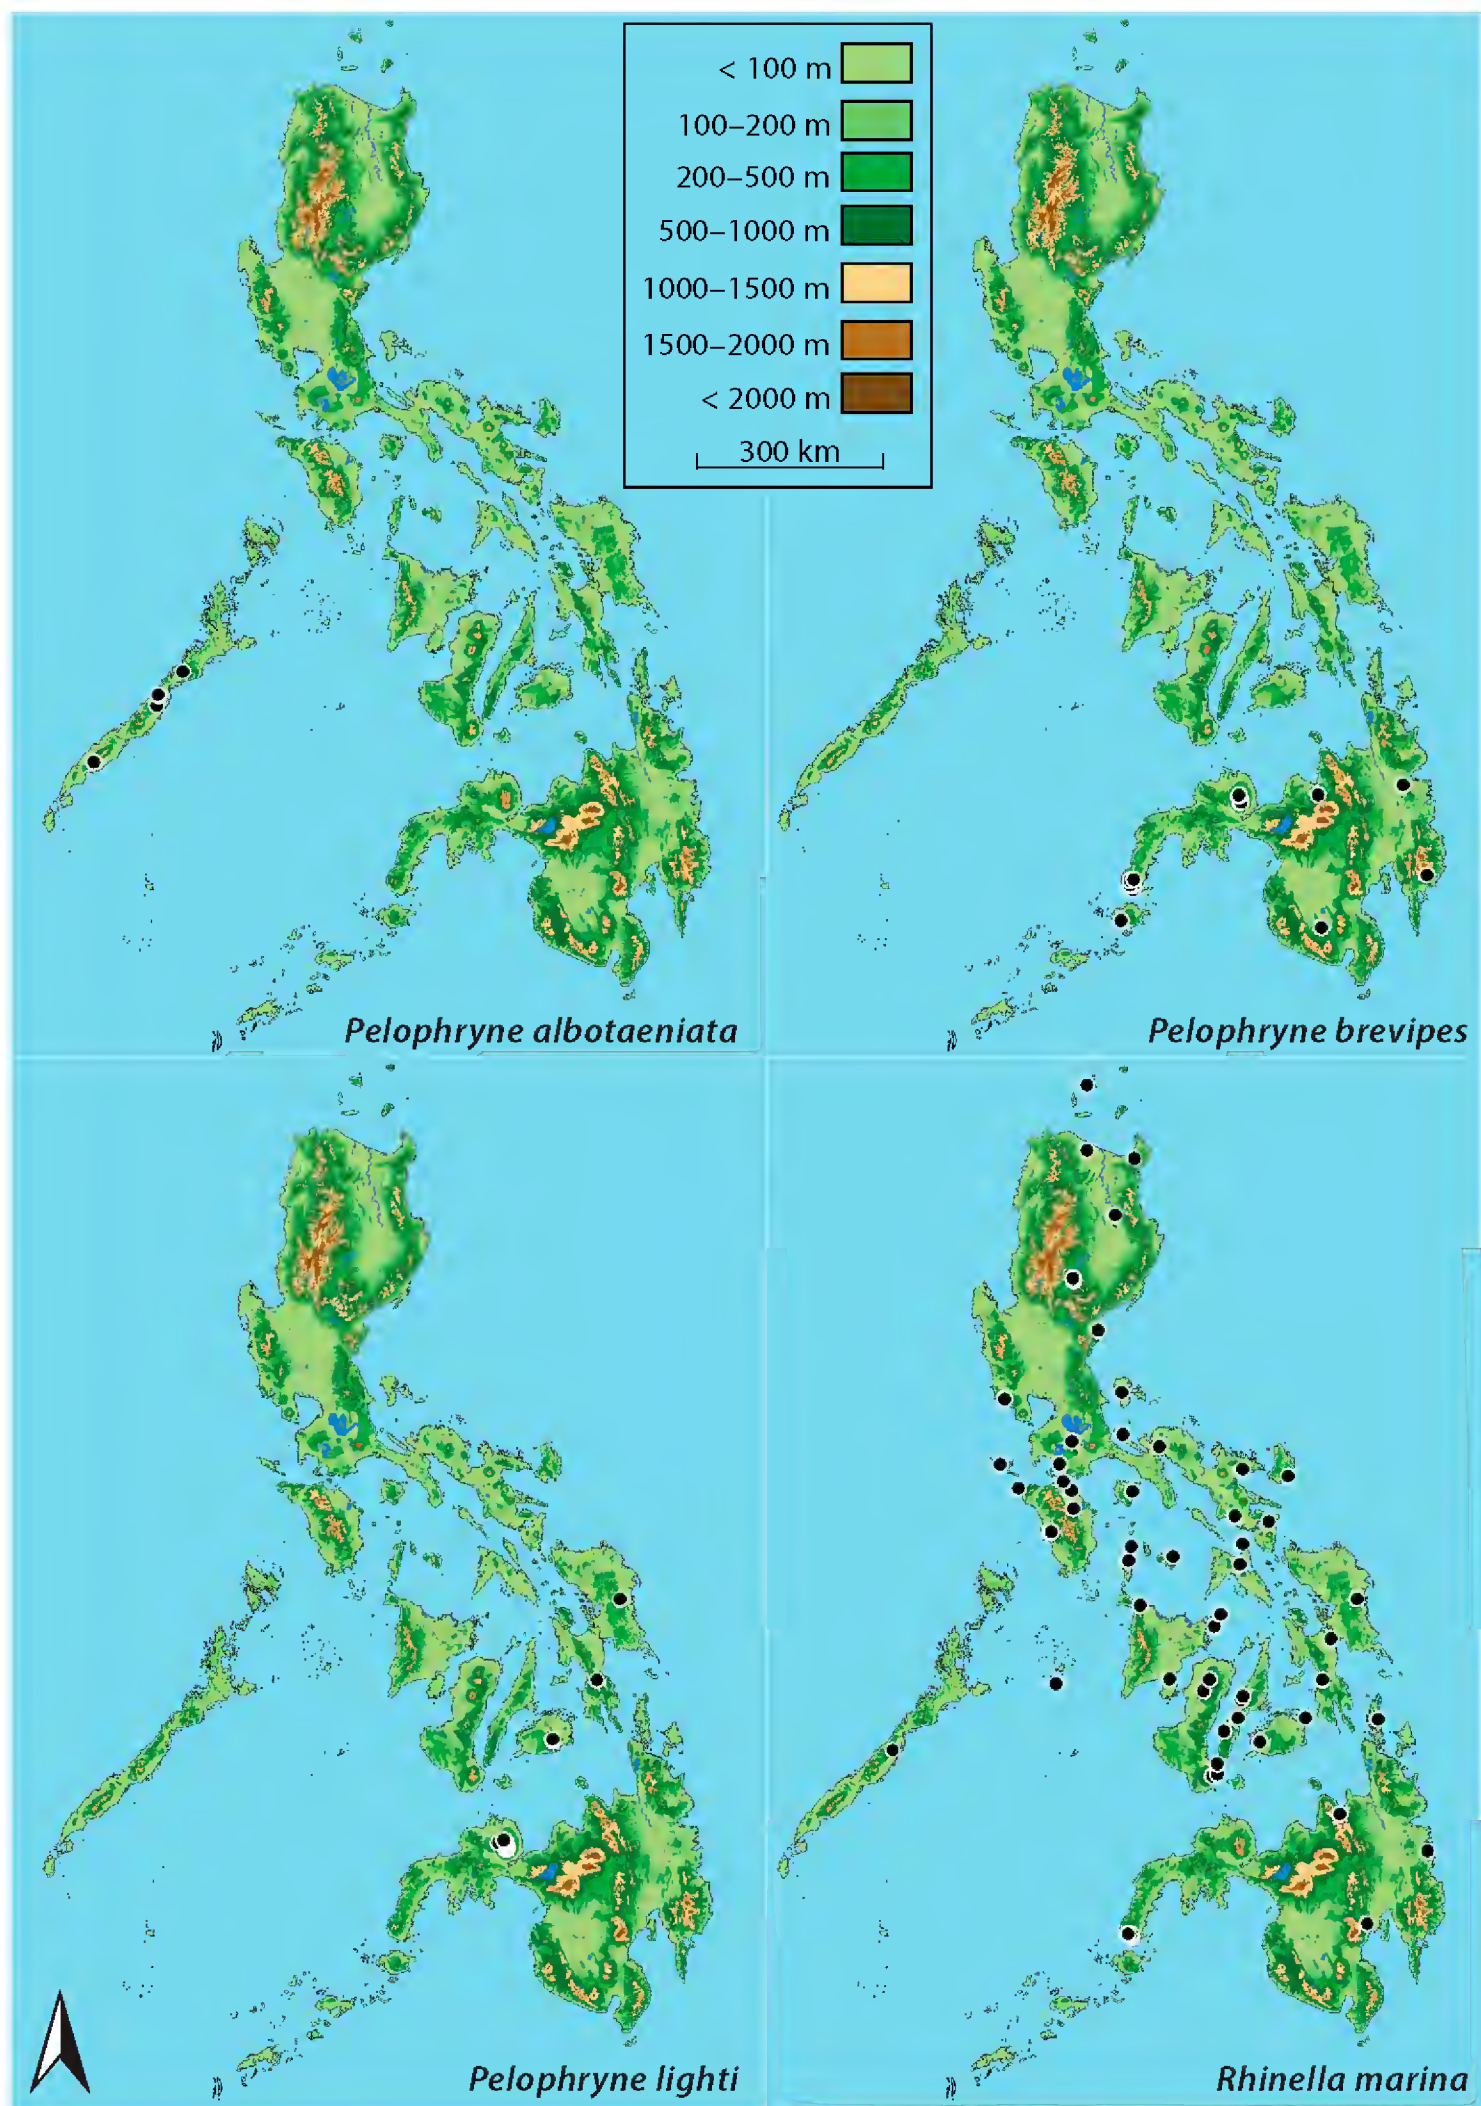 < 100 m
100–200 m
200–500 m
500–1000 m
1000–1500 m
1500–2000 m
< 2000 m
300 km
Pelophryne albotaeniata
Pelophryne brevipes
Pelophryne lighti
Rhinella marina